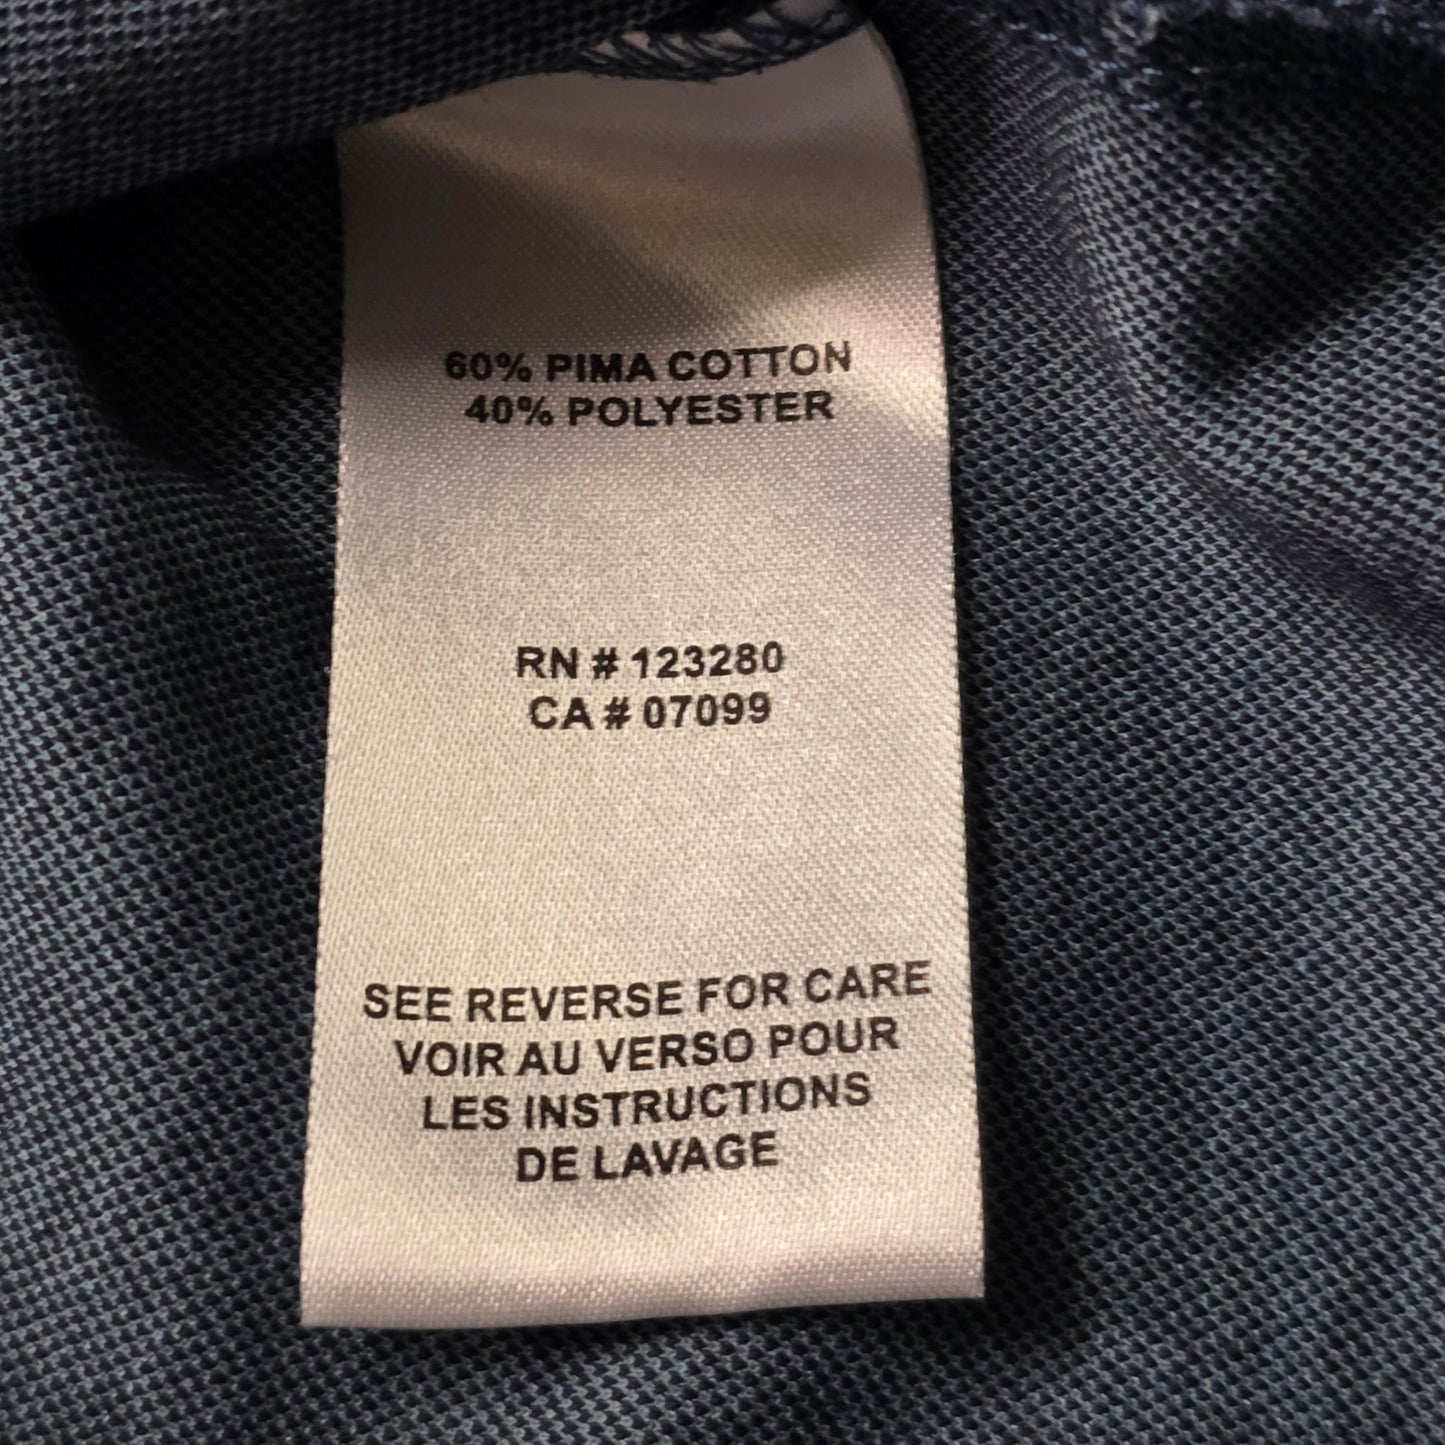 60% PIMA COTTON
40% POLYESTER
RN # 123280
CA # 07099
SEE REVERSE FOR CARE
VOIR AU VERSO POUR
LES INSTRUCTIONS
DE LAVAGE